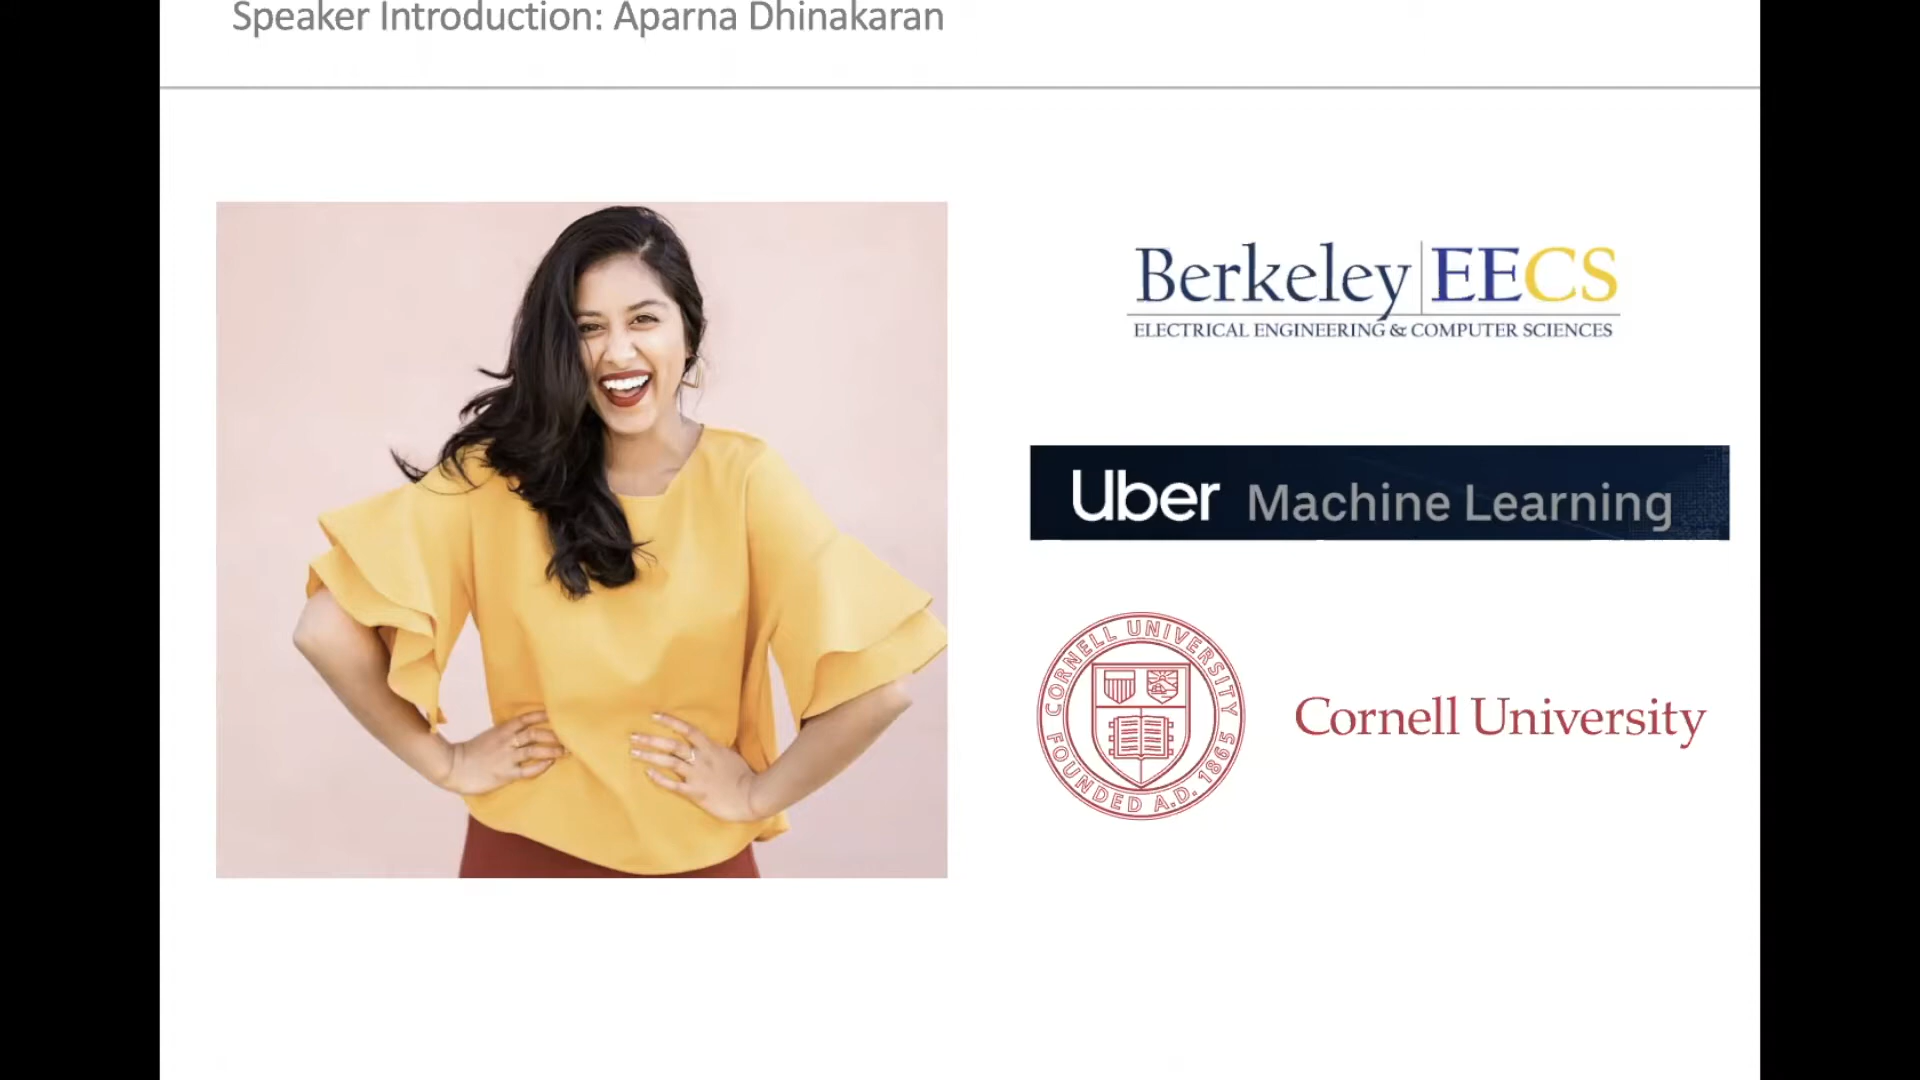 Speaker Introduction: Aparna Dhinakaran
Berkeley EECS
ELECTRICAL ENGINEERING & COMPUTER SCIENCES
Uber Machine Learning
CORNELL UNIVERSITY
FOUNDED A.D. 1865
Cornell University